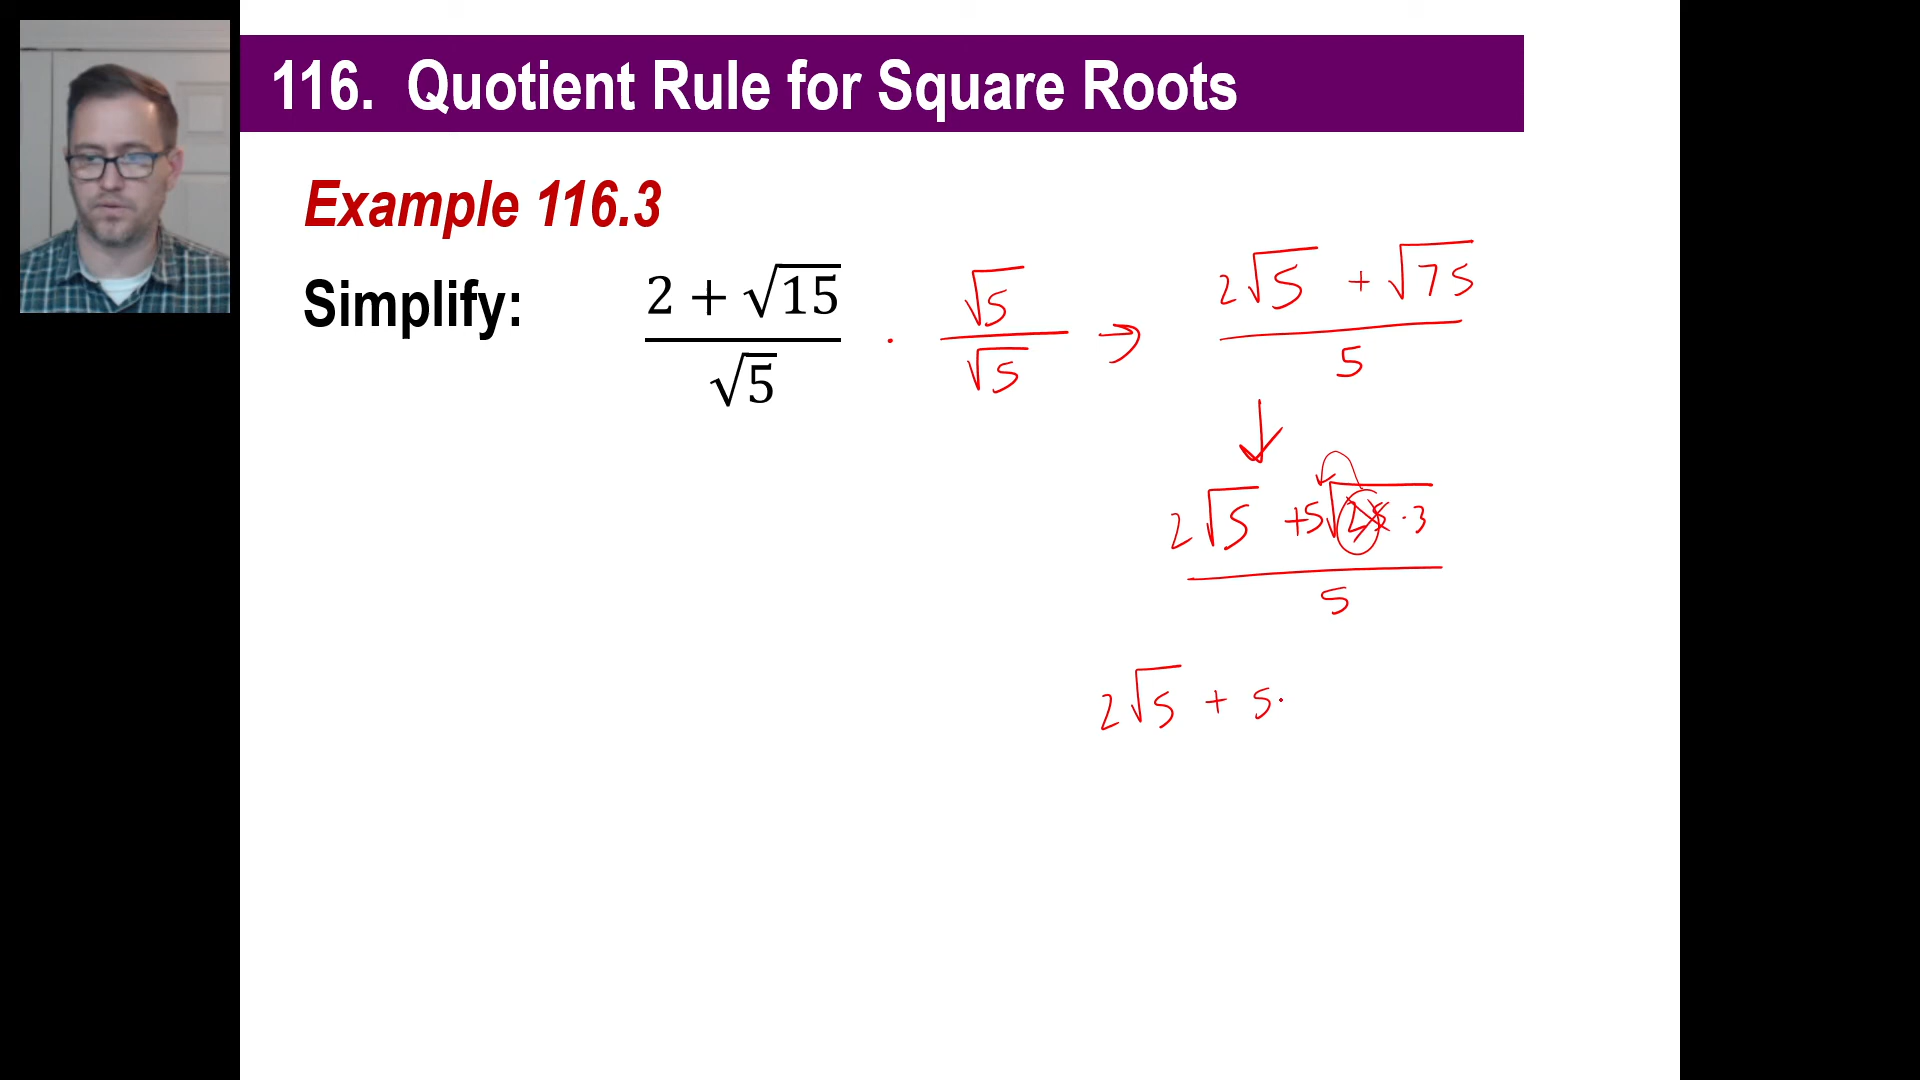 116. Quotient Rule for Square Roots
Example 116.3
Simplify: (2 + √15)/√5 · √5/√5 → (2√5 + √75)/5
↓
(2√5 + 5√25 · 3)/5
2√5 + 5·